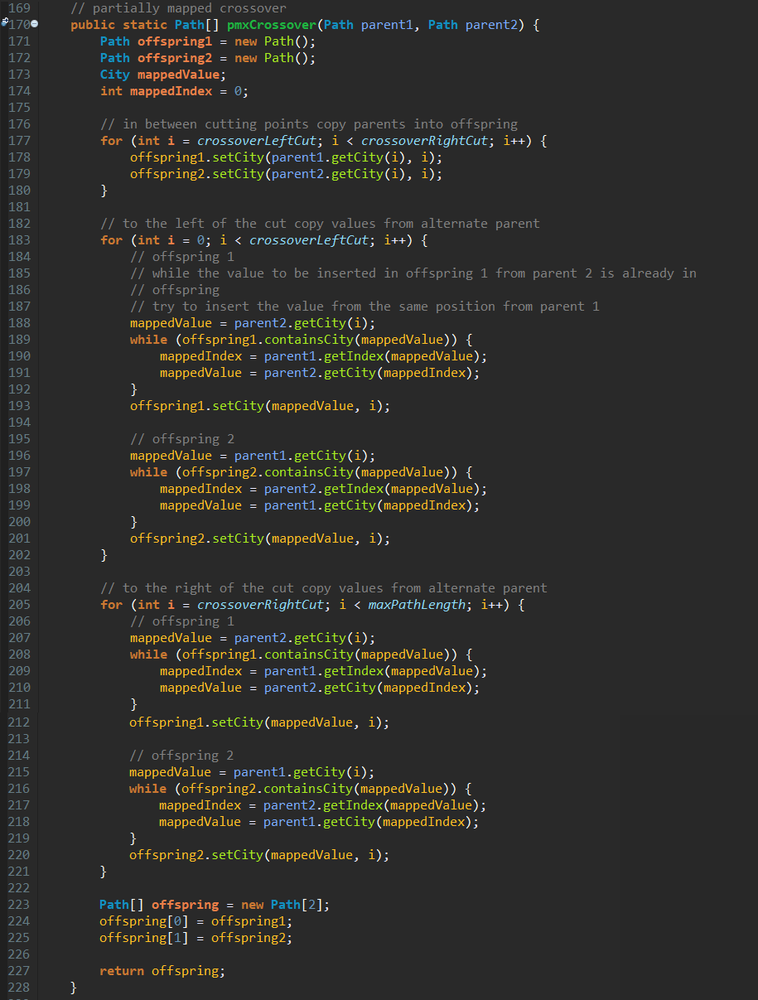 169 // partially mapped crossover
170 public static Path[] pmxCrossover(Path parent1, Path parent2) {
171 Path offspring1 = new Path();
172 Path offspring2 = new Path();
173 City mappedValue;
174 int mappedIndex = 0;
175
176 // in between cutting points copy parents into offspring
177 for (int i = crossoverLeftCut; i < crossoverRightCut; i++) {
178 offspring1.setCity(parent1.getCity(i), i);
179 offspring2.setCity(parent2.getCity(i), i);
180 }
181
182 // to the left of the cut copy values from alternate parent
183 for (int i = 0; i < crossoverLeftCut; i++) {
184 // offspring 1
185 // while the value to be inserted in offspring 1 from parent 2 is already in
186 // offspring
187 // try to insert the value from the same position from parent 1
188 mappedValue = parent2.getCity(i);
189 while (offspring1.containsCity(mappedValue)) {
190 mappedIndex = parent1.getIndex(mappedValue);
191 mappedValue = parent2.getCity(mappedIndex);
192 }
193 offspring1.setCity(mappedValue, i);
194
195 // offspring 2
196 mappedValue = parent1.getCity(i);
197 while (offspring2.containsCity(mappedValue)) {
198 mappedIndex = parent2.getIndex(mappedValue);
199 mappedValue = parent1.getCity(mappedIndex);
200 }
201 offspring2.setCity(mappedValue, i);
202 }
203
204 // to the right of the cut copy values from alternate parent
205 for (int i = crossoverRightCut; i < maxPathLength; i++) {
206 // offspring 1
207 mappedValue = parent2.getCity(i);
208 while (offspring1.containsCity(mappedValue)) {
209 mappedIndex = parent1.getIndex(mappedValue);
210 mappedValue = parent2.getCity(mappedIndex);
211 }
212 offspring1.setCity(mappedValue, i);
213
214 // offspring 2
215 mappedValue = parent1.getCity(i);
216 while (offspring2.containsCity(mappedValue)) {
217 mappedIndex = parent2.getIndex(mappedValue);
218 mappedValue = parent1.getCity(mappedIndex);
219 }
220 offspring2.setCity(mappedValue, i);
221 }
222
223 Path[] offspring = new Path[2];
224 offspring[0] = offspring1;
225 offspring[1] = offspring2;
226
227 return offspring;
228 }